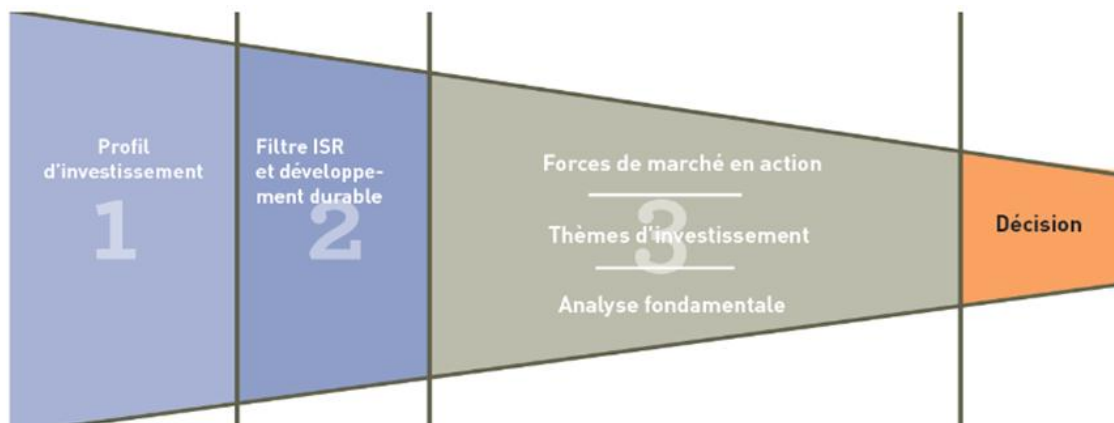 Profil
d'investissement
1
Filtre ISR
et développe-
ment durable
2
Forces de marché en action
Thèmes d'investissement
3
Analyse fondamentale
Décision